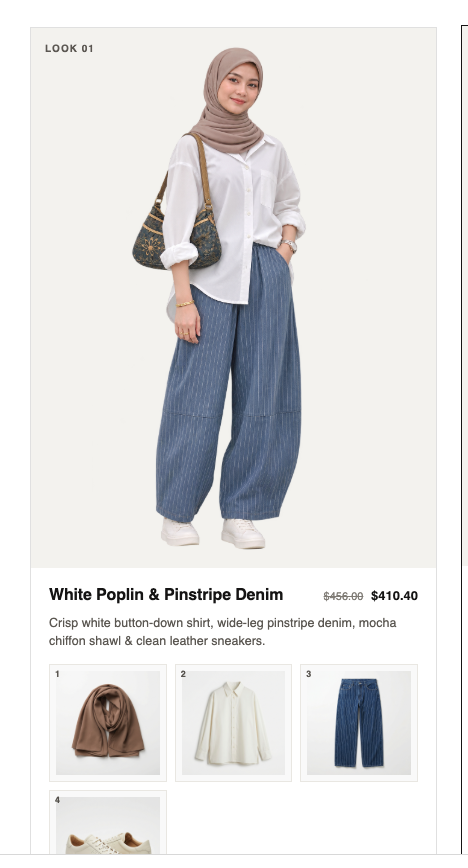 LOOK 01
White Poplin & Pinstripe Denim
$456.00 $410.40
Crisp white button-down shirt, wide-leg pinstripe denim, mocha
chiffon shawl & clean leather sneakers.
1
2
3
4